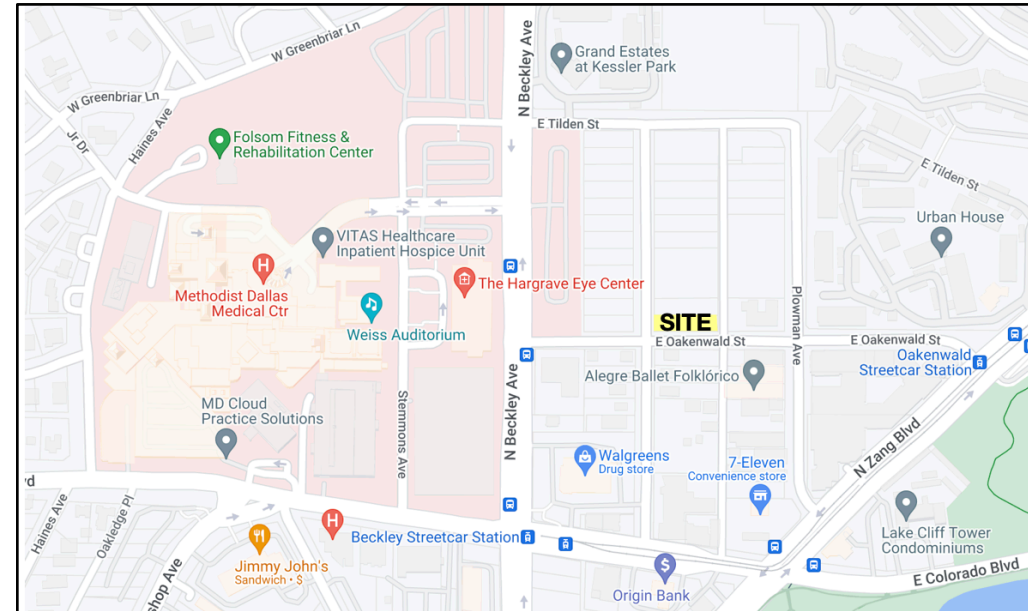 W Greenbriar Ln
N Beckley Ave
Grand Estates
at Kessler Park
W Greenbriar Ln
Haines Ave
Jr Dr
E Tilden St
Folsom Fitness &
Rehabilitation Center
E Tilden St
Urban House
VITAS Healthcare
Inpatient Hospice Unit
H
The Hargrave Eye Center
Methodist Dallas
Medical Ctr
Plowman Ave
SITE
Weiss Auditorium
E Oakenwald St
E Oakenwald St
Oakenwald
Streetcar Station
Alegre Ballet Folklórico
Stemmons Ave
N Beckley Ave
MD Cloud
Practice Solutions
N Zang Blvd
Walgreens
Drug store
7-Eleven
Convenience store
vd
Haines Ave
Oakledge Pl
H
Beckley Streetcar Station
Lake Cliff Tower
Condominiums
Jimmy John's
Sandwich • $
shop Ave
$
Origin Bank
E Colorado Blvd